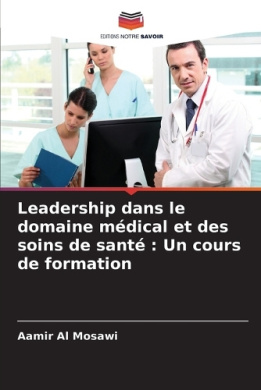 EDITIONS NOTRE SAVOIR
Leadership dans le
domaine médical et des
soins de santé : Un cours
de formation
Aamir Al Mosawi